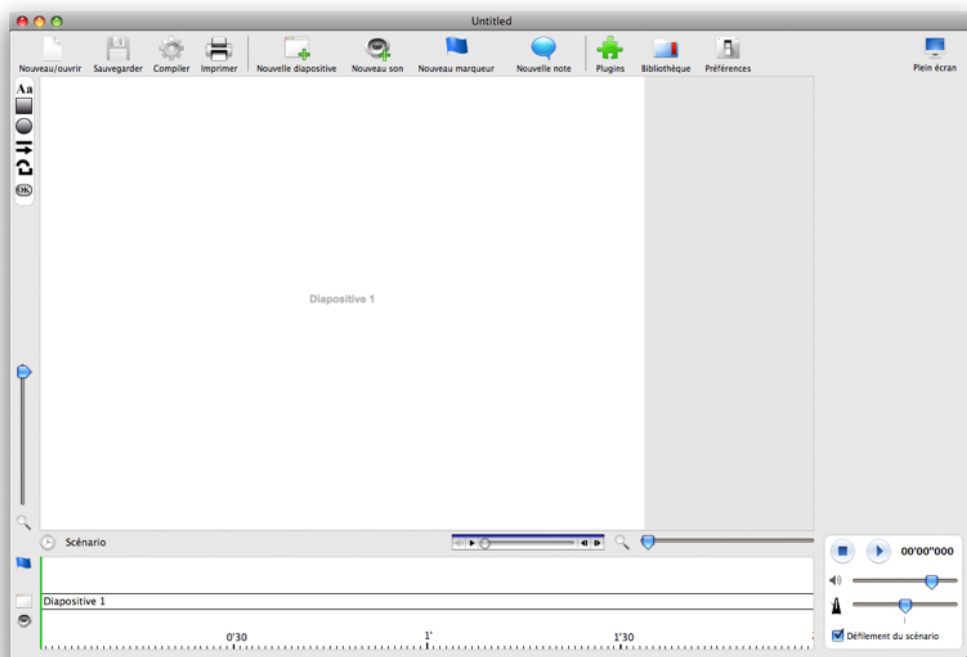 Untitled
Nouveau/ouvrir Sauvegarder Compiler Imprimer Nouvelle diapositive Nouveau son Nouveau marqueur Nouvelle note Plugins Bibliothèque Préférences Plein écran
Aa
OK
Diapositive 1
Scénario
00'00"000
Diapositive 1
0'30 1' 1'30
Défilement du scénario